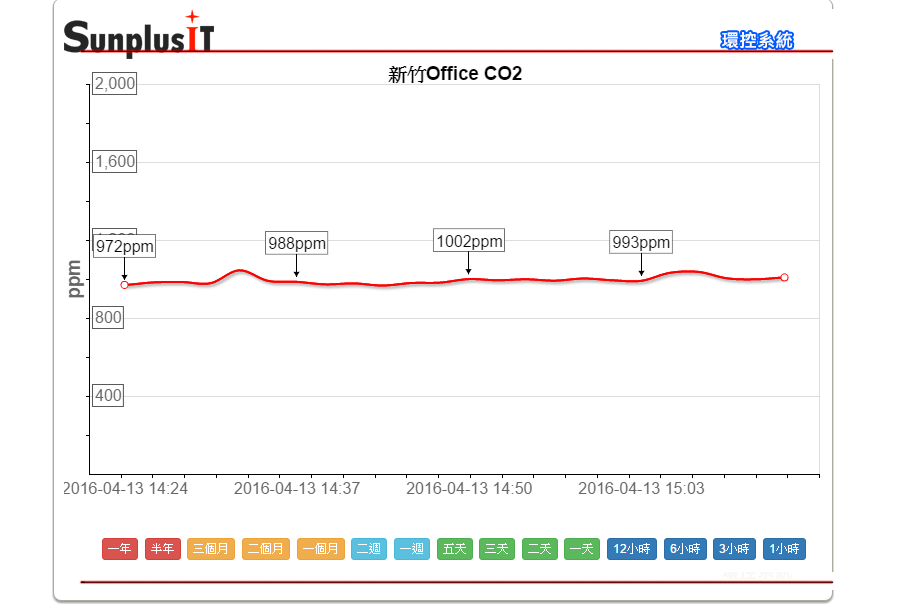 SunplusIT
環控系統
新竹Office CO2
2,000
1,600
972ppm
988ppm
1002ppm
993ppm
ppm
800
400
2016-04-13 14:24
2016-04-13 14:37
2016-04-13 14:50
2016-04-13 15:03
一年 半年 三個月 二個月 一個月 二週 一週 五天 三天 二天 一天 12小時 6小時 3小時 1小時